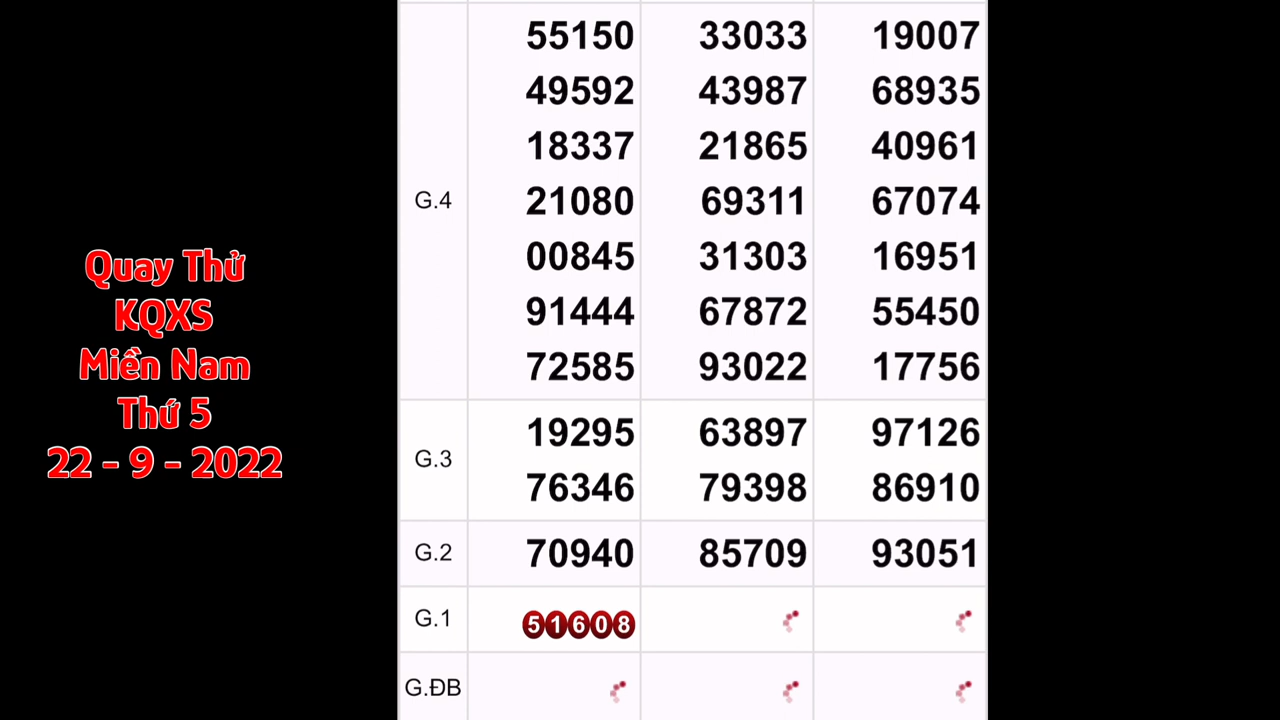 Quay Thử
KQXS
Miền Nam
Thứ 5
22 - 9 - 2022
G.4
55150 33033 19007
49592 43987 68935
18337 21865 40961
21080 69311 67074
00845 31303 16951
91444 67872 55450
72585 93022 17756
G.3
19295 63897 97126
76346 79398 86910
G.2 70940 85709 93051
G.1 51608
G.ĐB